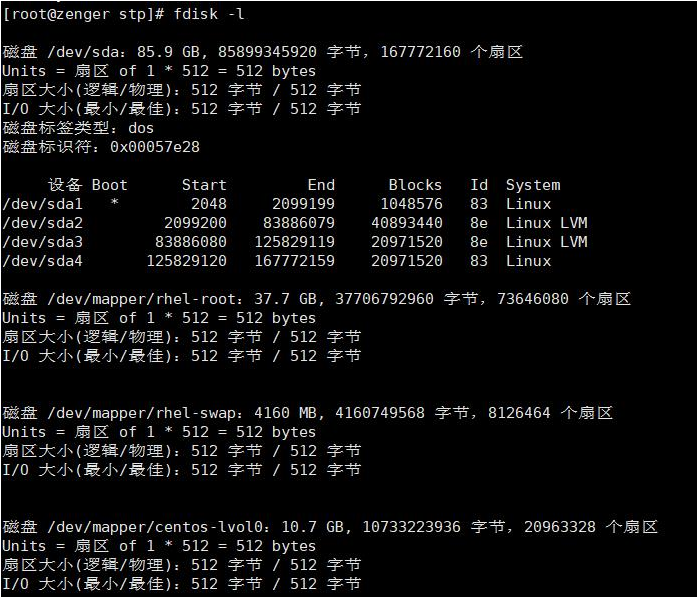 [root@zenger stp]# fdisk -l
磁盘 /dev/sda：85.9 GB, 85899345920 字节，167772160 个扇区
Units = 扇区 of 1 * 512 = 512 bytes
扇区大小(逻辑/物理)：512 字节 / 512 字节
I/O 大小(最小/最佳)：512 字节 / 512 字节
磁盘标签类型：dos
磁盘标识符：0x00057e28
设备 Boot      Start         End      Blocks   Id  System
/dev/sda1   *        2048     2099199     1048576   83  Linux
/dev/sda2         2099200    83886079    40893440   8e  Linux LVM
/dev/sda3        83886080   125829119    20971520   8e  Linux LVM
/dev/sda4       125829120   167772159    20971520   83  Linux
磁盘 /dev/mapper/rhel-root：37.7 GB, 37706792960 字节，73646080 个扇区
Units = 扇区 of 1 * 512 = 512 bytes
扇区大小(逻辑/物理)：512 字节 / 512 字节
I/O 大小(最小/最佳)：512 字节 / 512 字节
磁盘 /dev/mapper/rhel-swap：4160 MB, 4160749568 字节，8126464 个扇区
Units = 扇区 of 1 * 512 = 512 bytes
扇区大小(逻辑/物理)：512 字节 / 512 字节
I/O 大小(最小/最佳)：512 字节 / 512 字节
磁盘 /dev/mapper/centos-lvol0：10.7 GB, 10733223936 字节，20963328 个扇区
Units = 扇区 of 1 * 512 = 512 bytes
扇区大小(逻辑/物理)：512 字节 / 512 字节
I/O 大小(最小/最佳)：512 字节 / 512 字节